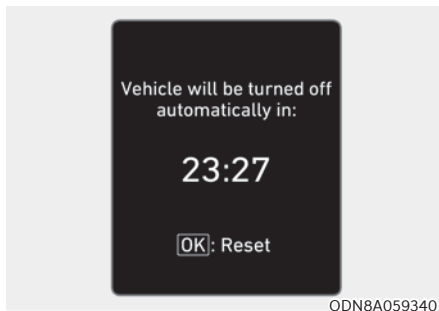 Vehicle will be turned off
automatically in:
23:27
OK: Reset
ODN8A059340